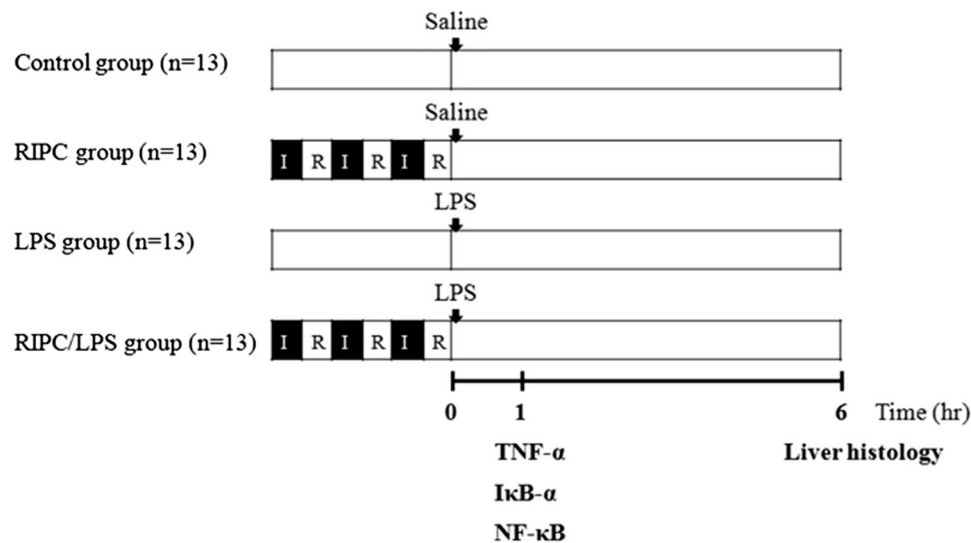 Saline
Control group (n=13)
Saline
RIPC group (n=13)
I R I R I R
LPS
LPS group (n=13)
LPS
RIPC/LPS group (n=13)
I R I R I R
0 1 6 Time (hr)
TNF-α Liver histology
IκB-α
NF-κB